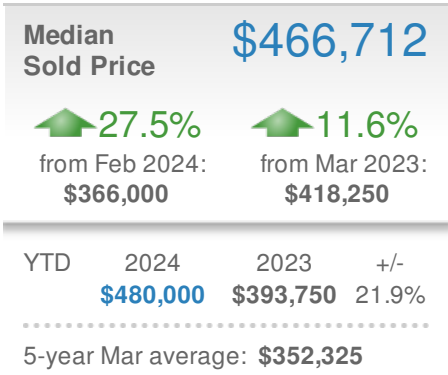 Median
Sold Price
$466,712
27.5%
11.6%
from Feb 2024:
from Mar 2023:
$366,000
$418,250
YTD 2024 2023 +/-
$480,000 $393,750 21.9%
5-year Mar average: $352,325